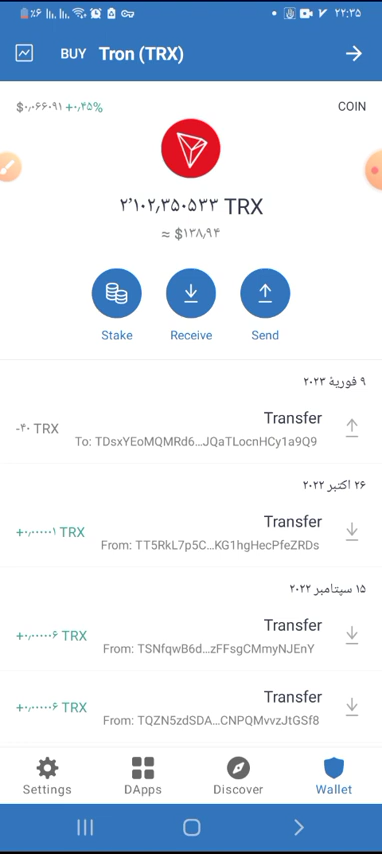 ٪۶ ۲۲:۳۵
BUY Tron (TRX)
$۰٫۰۶۶۰۹۱ +۰٫۴۵% COIN
۲٬۱۰۲٫۳۵۰۵۳۳ TRX
≈ $۱۳۸٫۹۴
Stake Receive Send
۹ فوریهٔ ۲۰۲۳
Transfer
-۴۰ TRX
To: TDsxYEoMQMRd6...JQaTLocnHCy1a9Q9
۲۶ اکتبر ۲۰۲۲
Transfer
+۰٫۰۰۰۰۱ TRX
From: TT5RkL7p5C...KG1hgHecPfeZRDs
۱۵ سپتامبر ۲۰۲۲
Transfer
+۰٫۰۰۰۰۰۶ TRX
From: TSNfqwB6d...zFFsgCMmyNJEnY
Transfer
+۰٫۰۰۰۰۰۶ TRX
From: TQZN5zdSDA...CNPQMvvzJtGSf8
Settings DApps Discover Wallet